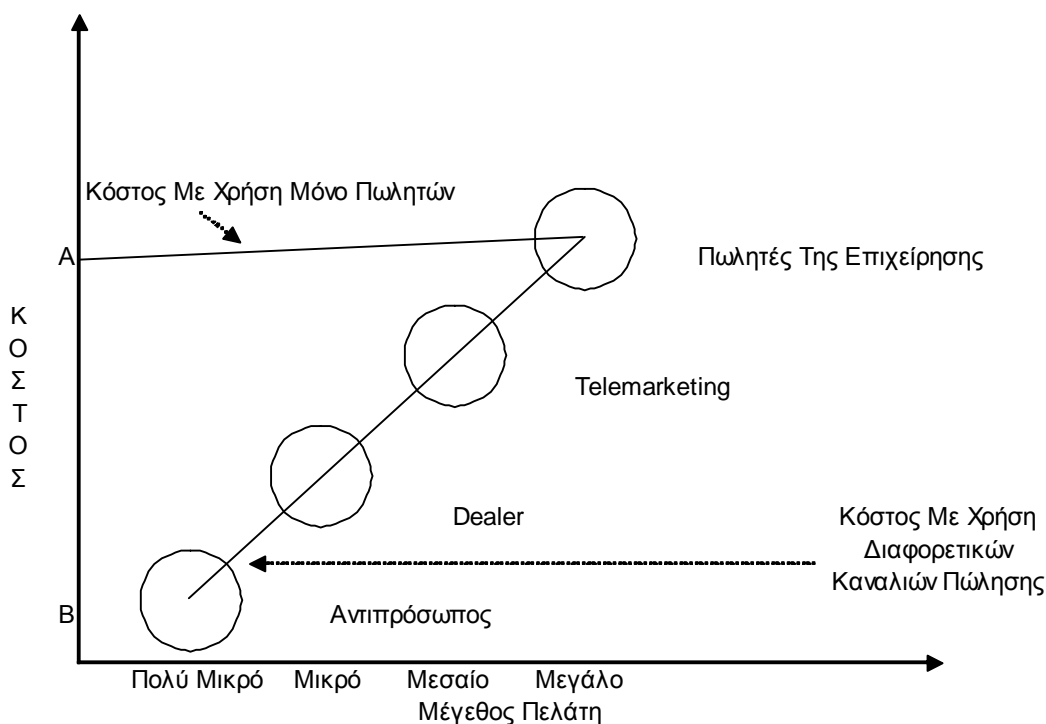 Κόστος Με Χρήση Μόνο Πωλητών
Α
Πωλητές Της Επιχείρησης
Κ
Ο
Σ
Τ
Ο
Σ
Telemarketing
Dealer
Κόστος Με Χρήση
Διαφορετικών
Καναλιών Πώλησης
Β
Αντιπρόσωπος
Πολύ Μικρό Μικρό Μεσαίο Μεγάλο
Μέγεθος Πελάτη